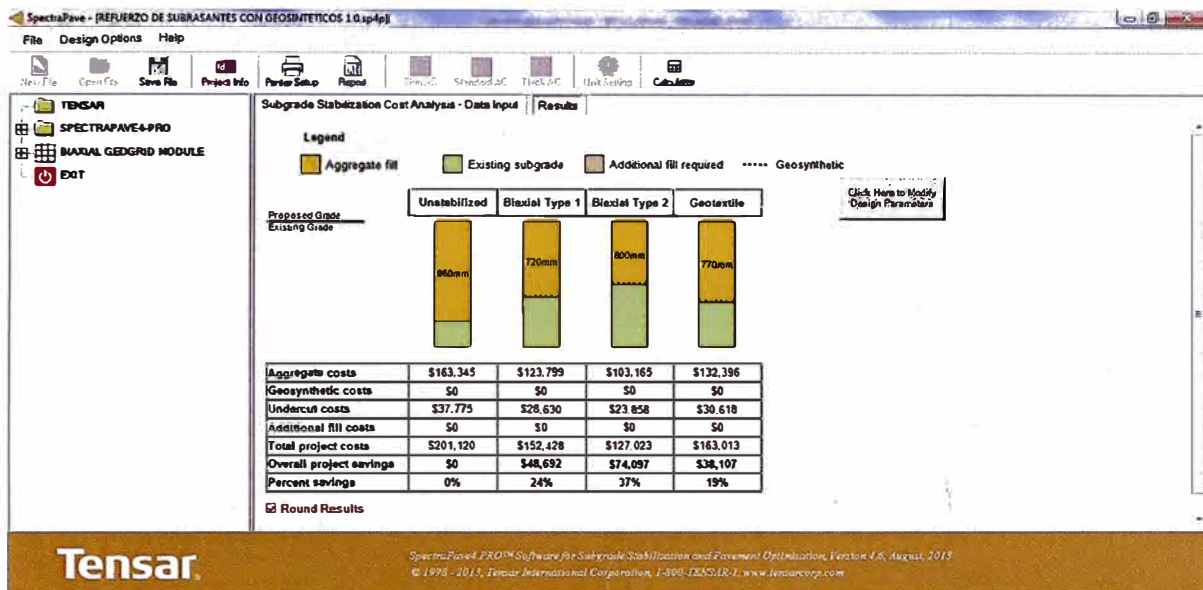 SpectraPave - [REFUERZO DE SUBRASANTES CON GEOSINTETICOS 1.0.sp4p]
File Design Options Help
New File Open File Save File Project Info Printer Setup Report Standard AC Thick AC Unit Setting Calculator
TENSAR
SPECTRAPAVE4-PRO
BIAXIAL GEOGRID MODULE
EXIT
Subgrade Stabilization Cost Analysis - Data Input Results
Legend
Aggregate fill Existing subgrade Additional fill required Geosynthetic
Click Here to Modify
Design Parameters
Unstabilized Biaxial Type 1 Biaxial Type 2 Geotextile
Proposed Grade
Existing Grade
720mm 770mm
Aggregate costs $163,345 $123,799 $103,165 $132,396
Geosynthetic costs $0 $0 $0 $0
Undercut costs $37.775 $28,630 $23.858 $30.618
Additional fill costs $0 $0 $0 $0
Total project costs $201,120 $152,428 $127,023 $163,013
Overall project savings $0 $48,692 $74,097 $38,107
Percent savings 0% 24% 37% 19%
Round Results
Tensar
SpectraPave4 PRO™ Software for Subgrade Stabilization and Pavement Optimization, Version 4.6, August, 2013
© 1998 - 2013, Tensar International Corporation, 1-800-TENSAR-1, www.tensarcorp.com